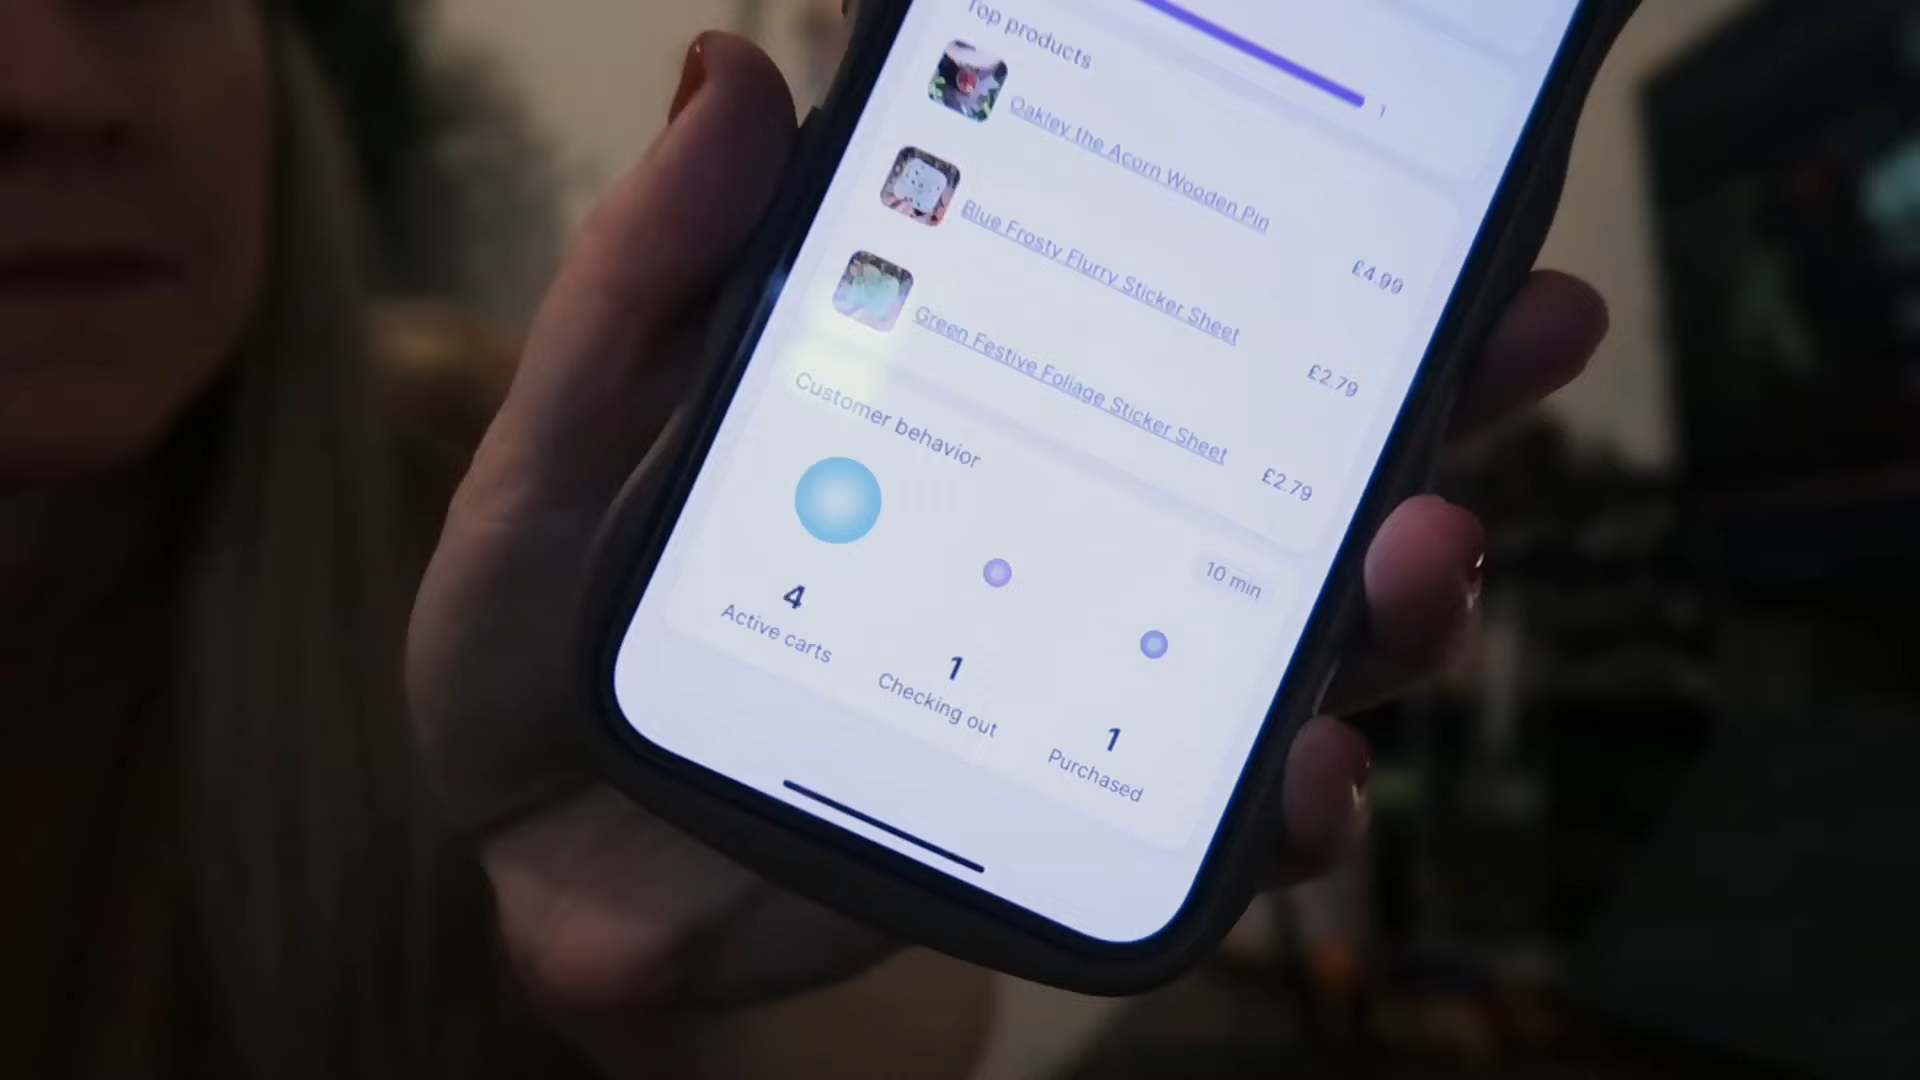 Top products
1
Oakley the Acorn Wooden Pin
£4.99
Blue Frosty Flurry Sticker Sheet
£2.79
Green Festive Foliage Sticker Sheet
£2.79
Customer behavior
10 min
4
Active carts
1
Checking out
1
Purchased